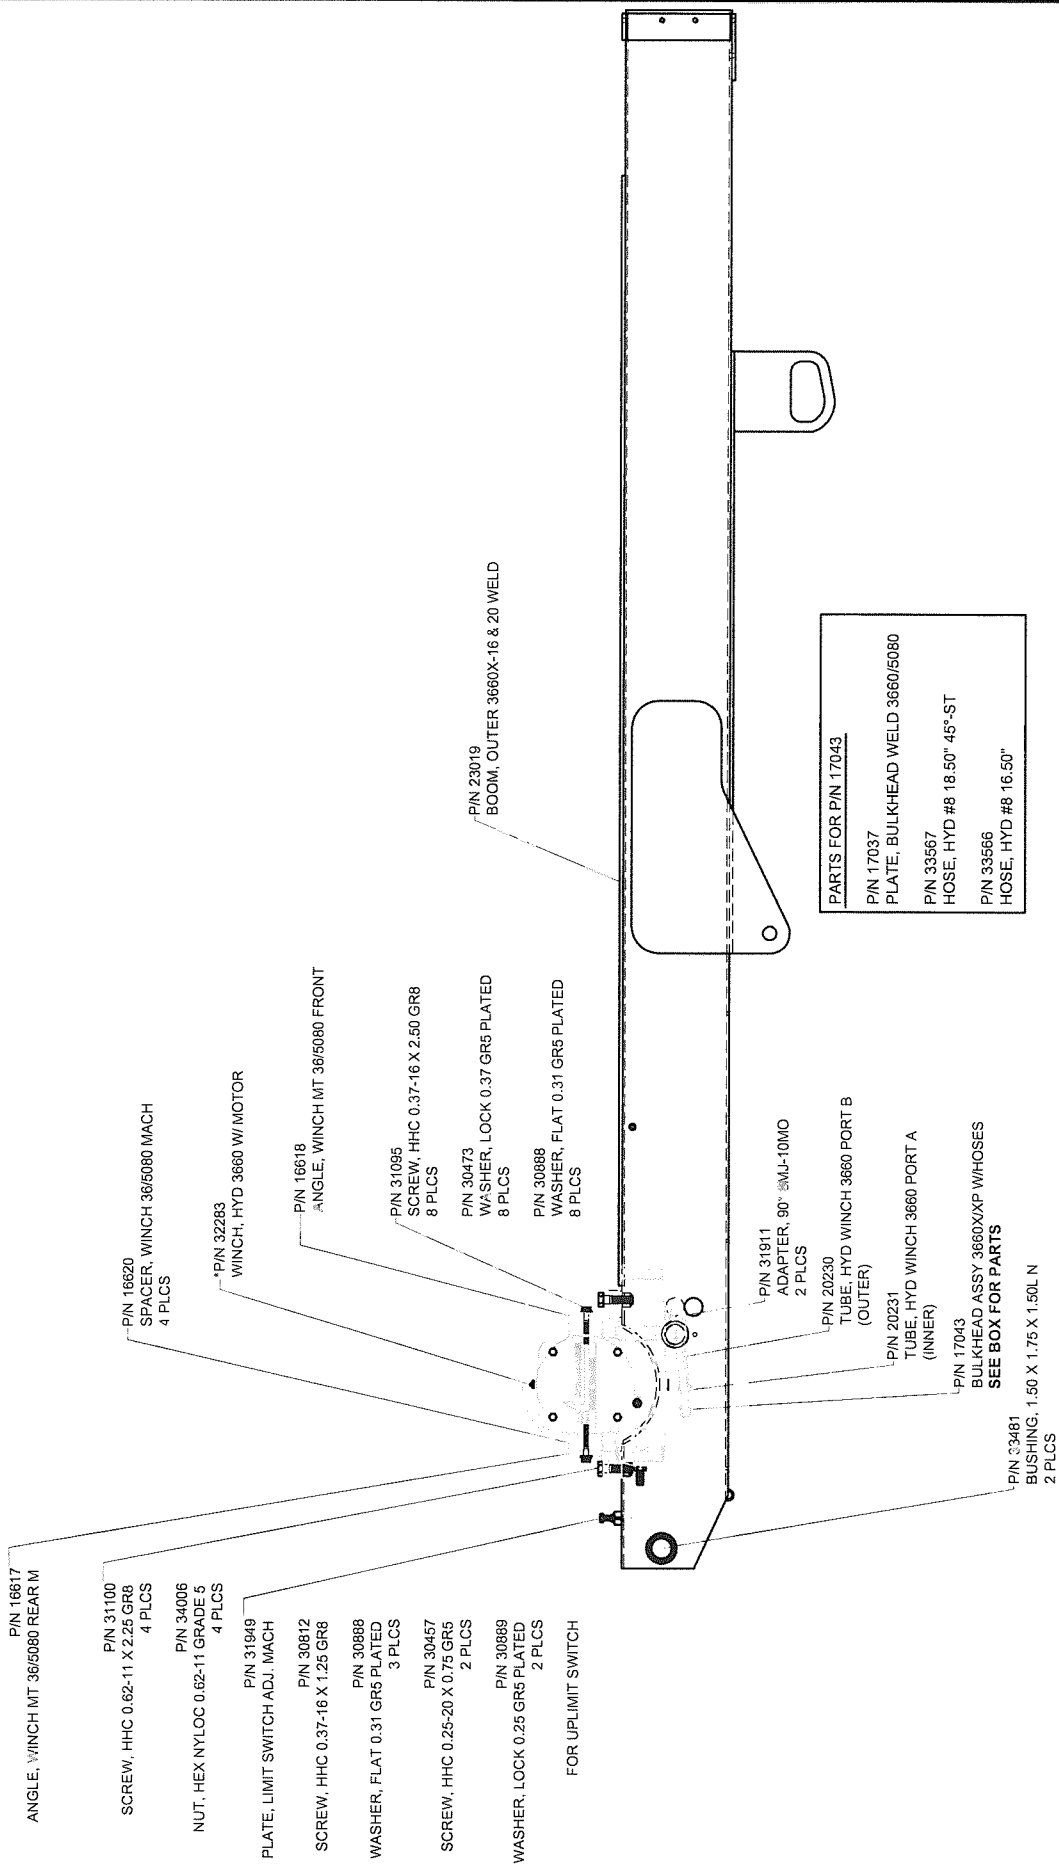 P/N 16617
ANGLE, WINCH MT 36/5080 REAR M
P/N 31100
SCREW, HHC 0.62-11 X 2.25 GR8
4 PLCS
P/N 34006
NUT, HEX NYLOC 0.62-11 GRADE 5
4 PLCS
P/N 31949
PLATE, LIMIT SWITCH ADJ. MACH
P/N 30812
SCREW, HHC 0.37-16 X 1.25 GR8
P/N 30888
WASHER, FLAT 0.31 GR5 PLATED
3 PLCS
P/N 30457
SCREW, HHC 0.25-20 X 0.75 GR5
2 PLCS
P/N 30869
WASHER, LOCK 0.25 GR5 PLATED
2 PLCS
FOR UPLIMIT SWITCH
P/N 16620
SPACER, WINCH 36/5080 MACH
4 PLCS
*P/N 32283
WINCH, HYD 3660 W/ MOTOR
P/N 16618
ANGLE, WINCH MT 36/5080 FRONT
P/N 31095
SCREW, HHC 0.37-16 X 2.50 GR8
8 PLCS
P/N 30473
WASHER, LOCK 0.37 GR5 PLATED
8 PLCS
P/N 30888
WASHER, FLAT 0.31 GR5 PLATED
8 PLCS
P/N 23019
BOOM, OUTER 3660X-16 & 20 WELD
P/N 31911
ADAPTER, 90° 8MJ-10MO
2 PLCS
P/N 20230
TUBE, HYD WINCH 3660 PORT B
(OUTER)
P/N 20231
TUBE, HYD WINCH 3660 PORT A
(INNER)
P/N 17043
BULKHEAD ASSY 3660X/XP W/HOSES
SEE BOX FOR PARTS
P/N 33481
BUSHING, 1.50 X 1.75 X 1.50L N
2 PLCS
PARTS FOR P/N 17043
P/N 17037
PLATE, BULKHEAD WELD 3660/5080
P/N 33567
HOSE, HYD #8 18.50" 45°-ST
P/N 33566
HOSE, HYD #8 16.50"